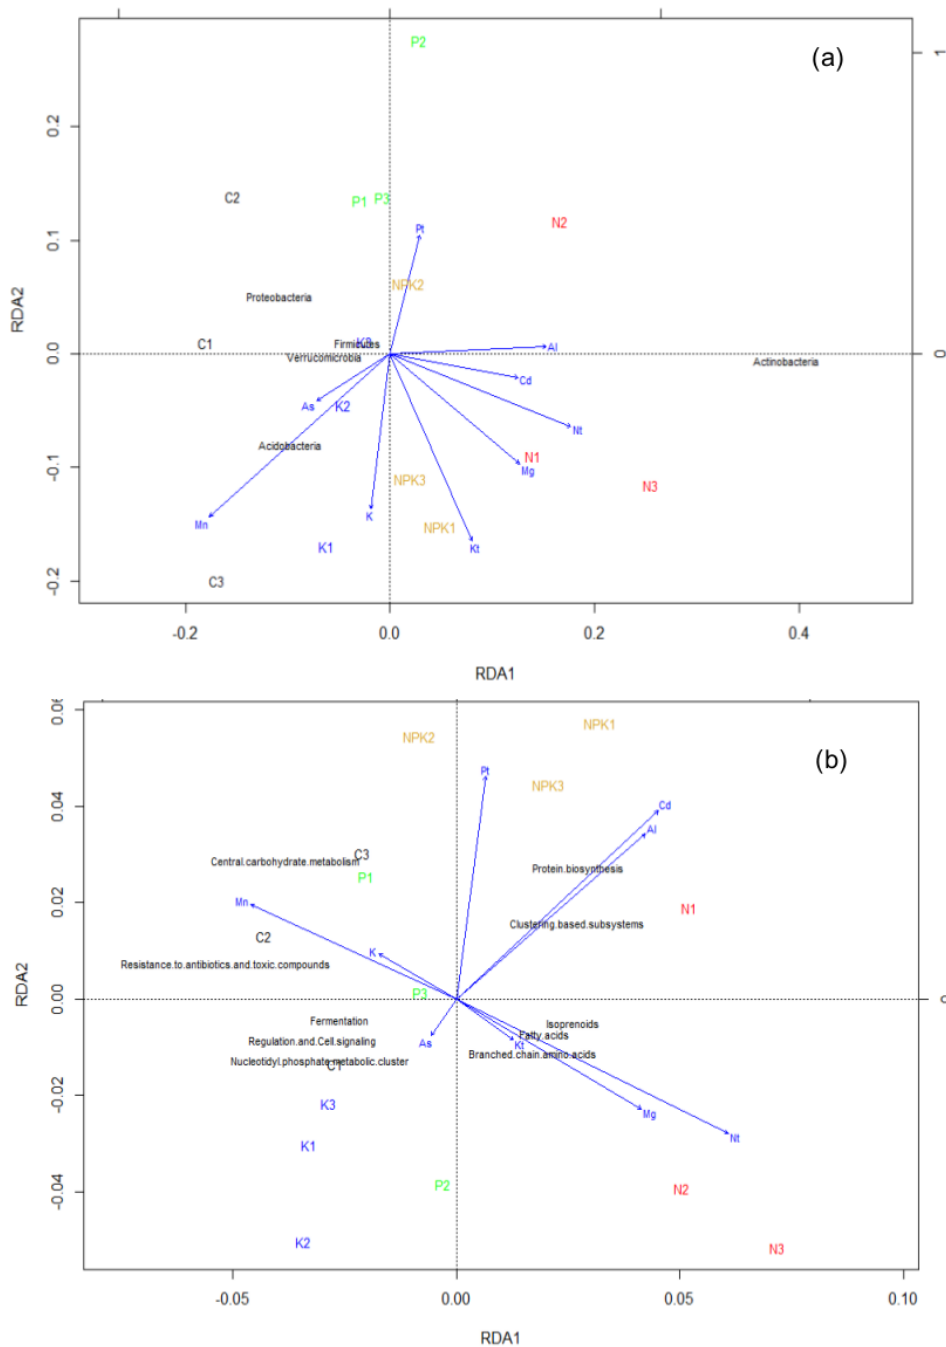 P2
(a)
1
0.2
C2
P1 P3
N2
Pt
0.1
NPK2
Proteobacteria
RDA2
C1
K3
Firmicutes
Al
0.0
0
Verrucomicrobia
Actinobacteria
Cd
As
K2
Nt
Acidobacteria
N1
Mg
-0.1
NPK3
N3
K
Mn
NPK1
K1
Kt
C3
-0.2
-0.2 0.0 0.2 0.4
RDA1
NPK2
NPK1
(b)
Pt
NPK3
0.04
Cd
Al
C3
Central.carbohydrate.metabolism
P1
Protein.biosynthesis
0.02
Mn
N1
Clustering.based.subsystems
C2
K
Resistance.to.antibiotics.and.toxic.compounds
RDA2
P3
0.00
Fermentation
Isoprenoids
Regulation.and.Cell.signaling
As
Fatty.acids
Kt
Nucleotidyl.phosphate.metabolic.cluster
Branched.chain.amino.acids
C1
-0.02
K3
Mg
K1
Nt
-0.04
P2
N2
K2
N3
-0.05 0.00 0.05 0.10
RDA1